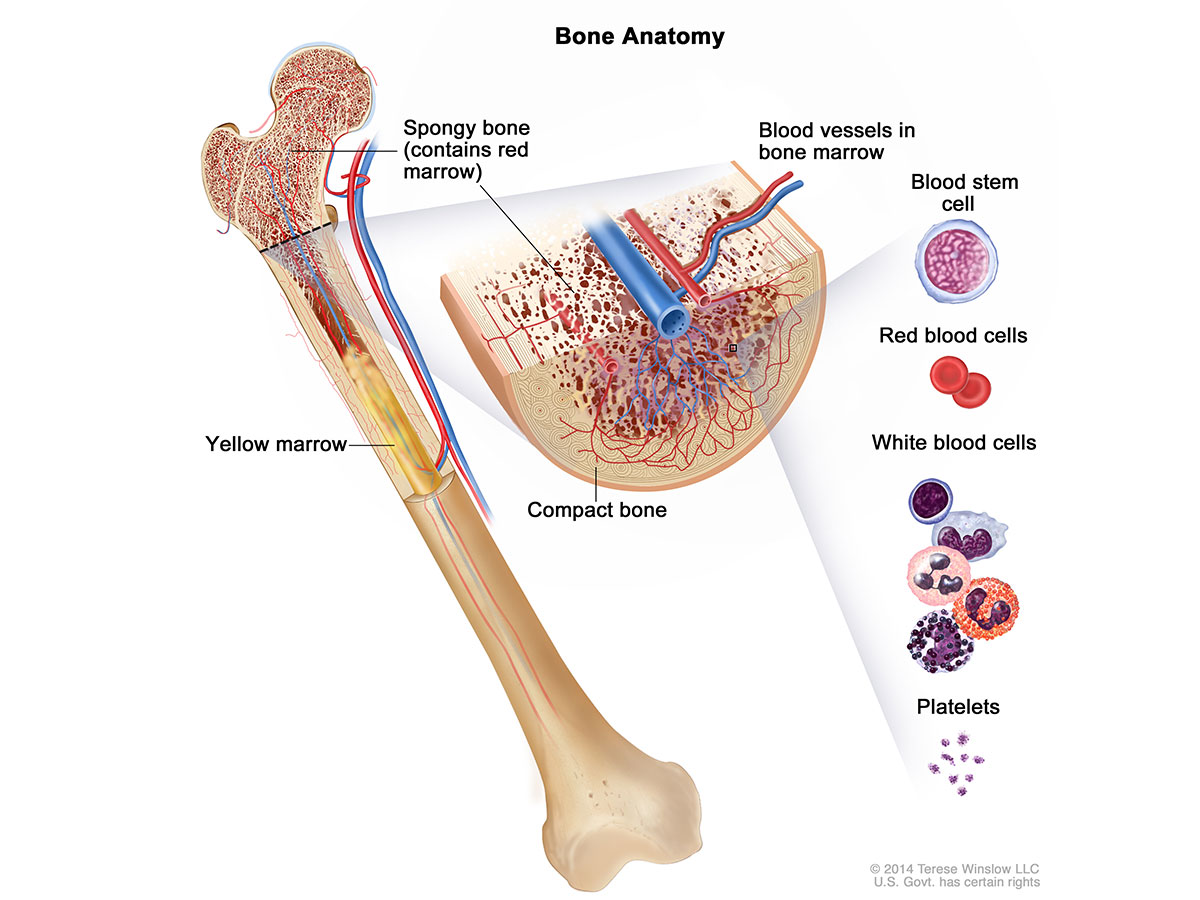 Bone Anatomy
Spongy bone
(contains red
marrow)
Blood vessels in
bone marrow
Blood stem
cell
Red blood cells
White blood cells
Yellow marrow
Compact bone
Platelets
© 2014 Terese Winslow LLC
U.S. Govt. has certain rights